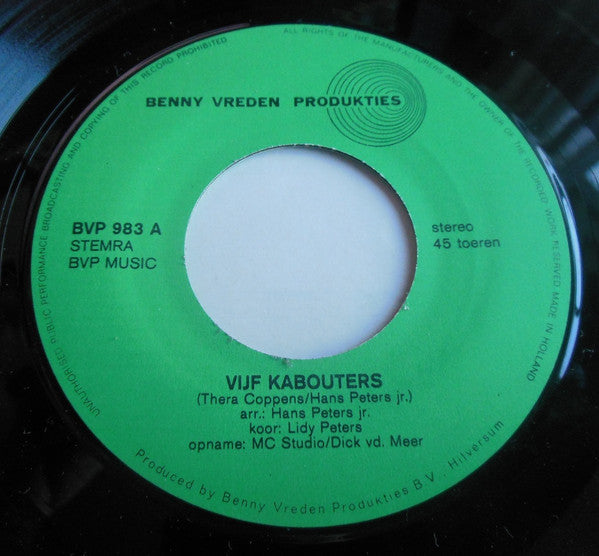 UNAUTHORISED PUBLIC PERFORMANCE BROADCASTING AND COPYING OF THIS RECORD PROHIBITED
ALL RIGHTS OF THE MANUFACTURERS AND THE OWNER OF THE RECORDED WORK RESERVED MADE IN HOLLAND
BENNY VREDEN PRODUKTIES
BVP 983 A
STEMRA
BVP MUSIC
stereo
45 toeren
VIJF KABOUTERS
(Thera Coppens/Hans Peters jr.)
arr.: Hans Peters jr.
koor: Lidy Peters
opname: MC Studio/Dick vd. Meer
Produced by Benny Vreden Produkties B.V., Hilversum